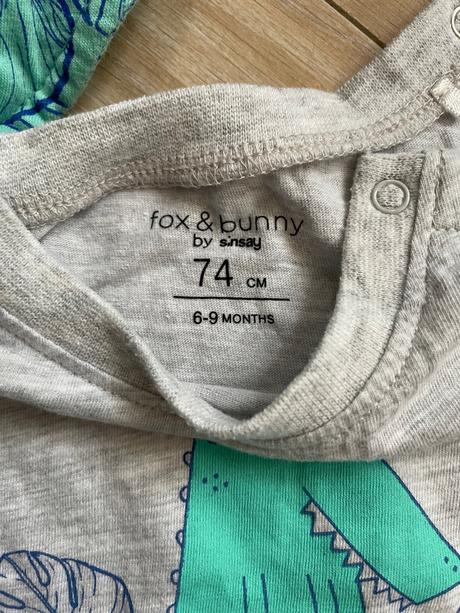 fox & bunny
by sinsay
74 CM
6-9 MONTHS